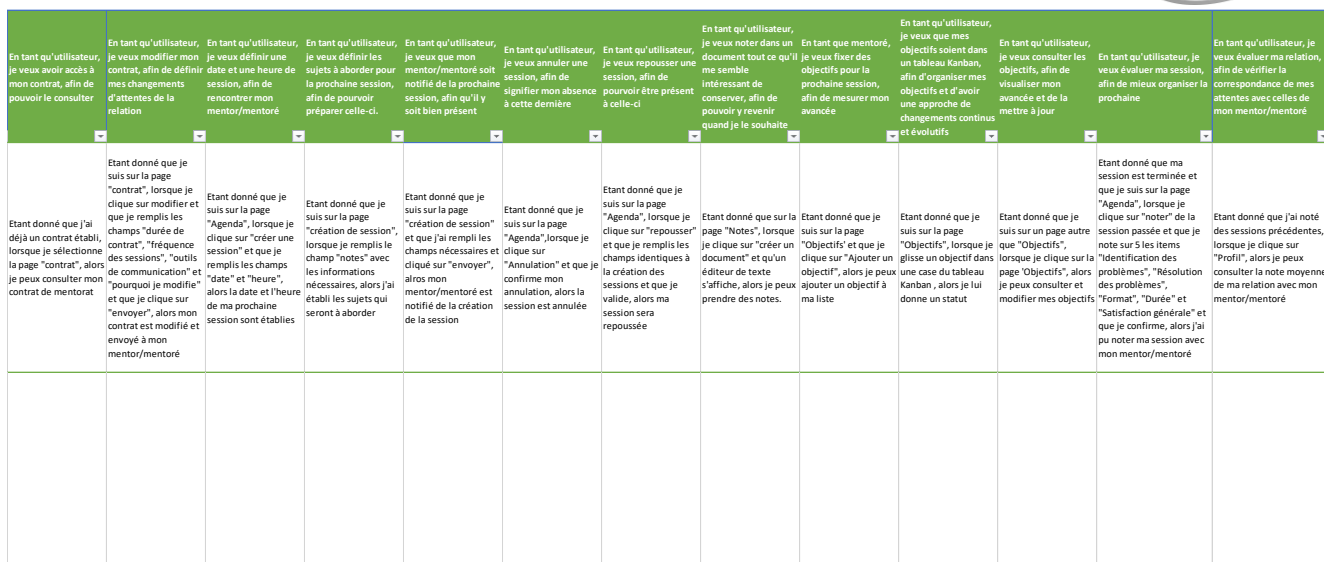 En tant qu'utilisateur,
je veux avoir accès à
mon contrat, afin de
pouvoir le consulter
En tant qu'utilisateur,
je veux modifier mon
contrat, afin de définir
mes changements
d'attentes de la
relation
En tant qu'utilisateur,
je veux définir une
date et une heure de
session, afin de
rencontrer mon
mentor/mentoré
En tant qu'utilisateur,
je veux définir les
sujets à aborder pour
la prochaine session,
afin de pourvoir
préparer celle-ci.
En tant qu'utilisateur,
je veux que mon
mentor/mentoré soit
notifié de la prochaine
session, afin qu'il y
soit bien présent
En tant qu'utilisateur,
je veux annuler une
session, afin de
signifier mon absence
à cette dernière
En tant qu'utilisateur,
je veux repousser une
session, afin de
pourvoir être présent
à celle-ci
En tant qu'utilisateur,
je veux noter dans un
document tout ce qu'il
me semble
intéressant de
conserver, afin de
pouvoir y revenir
quand je le souhaite
En tant que mentoré,
je veux fixer des
objectifs pour la
prochaine session,
afin de mesurer mon
avancée
En tant qu'utilisateur,
je veux que mes
objectifs soient dans
un tableau Kanban,
afin d'organiser mes
objectifs et d'avoir
une approche de
changements continus
et évolutifs
En tant qu'utilisateur,
je veux consulter les
objectifs, afin de
visualiser mon
avancée et de la
mettre à jour
En tant qu'utilisateur, je
veux évaluer ma session,
afin de mieux organiser la
prochaine
En tant qu'utilisateur, je
veux évaluer ma relation,
afin de vérifier la
correspondance de mes
attentes avec celles de
mon mentor/mentoré
Etant donné que j'ai
déjà un contrat établi,
lorsque je sélectionne
la page "contrat", alors
je peux consulter mon
contrat de mentorat
Etant donné que je
suis sur la page
"contrat", lorsque je
clique sur modifier et
que je remplis les
champs "durée de
contrat", "fréquence
des sessions", "outils
de communication" et
"pourquoi je modifie"
et que je clique sur
"envoyer", alors mon
contrat est modifié et
envoyé à mon
mentor/mentoré
Etant donné que je
suis sur la page
"Agenda", lorsque je
clique sur "créer une
session" et que je
remplis les champs
"date" et "heure",
alors la date et l'heure
de ma prochaine
session sont établies
Etant donné que je
suis sur la page
"création de session",
lorsque je remplis le
champ "notes" avec
les informations
nécessaires, alors j'ai
établi les sujets qui
seront à aborder
Etant donné que je
suis sur la page
"création de session"
et que j'ai rempli les
champs nécessaires et
cliqué sur "envoyer",
alros mon
mentor/mentoré est
notifié de la création
de la session
Etant donné que je
suis sur la page
"Agenda",lorsque je
clique sur
"Annulation" et que je
confirme mon
annulation, alors la
session est annulée
Etant donné que je
suis sur la page
"Agenda", lorsque je
clique sur "repousser"
et que je remplis les
champs identiques à
la création des
sessions et que je
valide, alors ma
session sera
repoussée
Etant donné que sur la
page "Notes", lorsque
je clique sur "créer un
document" et qu'un
éditeur de texte
s'affiche, alors je peux
prendre des notes.
Etant donné que je
suis sur la page
"Objectifs' et que je
clique sur "Ajouter un
objectif", alors je peux
ajouter un objectif à
ma liste
Etant donné que je
suis sur la page
"Objectifs", lorsque je
glisse un objectif dans
une case du tableau
Kanban , alors je lui
donne un statut
Etant donné que je
suis sur un page autre
que "Objectifs",
lorsque je clique sur la
page 'Objectifs", alors
je peux consulter et
modifier mes objectifs
Etant donné que ma
session est terminée et
que je suis sur la page
"Agenda", lorsque je
clique sur "noter" de la
session passée et que je
note sur 5 les items
"Identification des
problèmes", "Résolution
des problèmes",
"Format", "Durée" et
"Satisfaction générale" et
que je confirme, alors j'ai
pu noter ma session avec
mon mentor/mentoré
Etant donné que j'ai noté
des sessions précédentes,
lorsque je clique sur
"Profil", alors je peux
consulter la note moyenne
de ma relation avec mon
mentor/mentoré